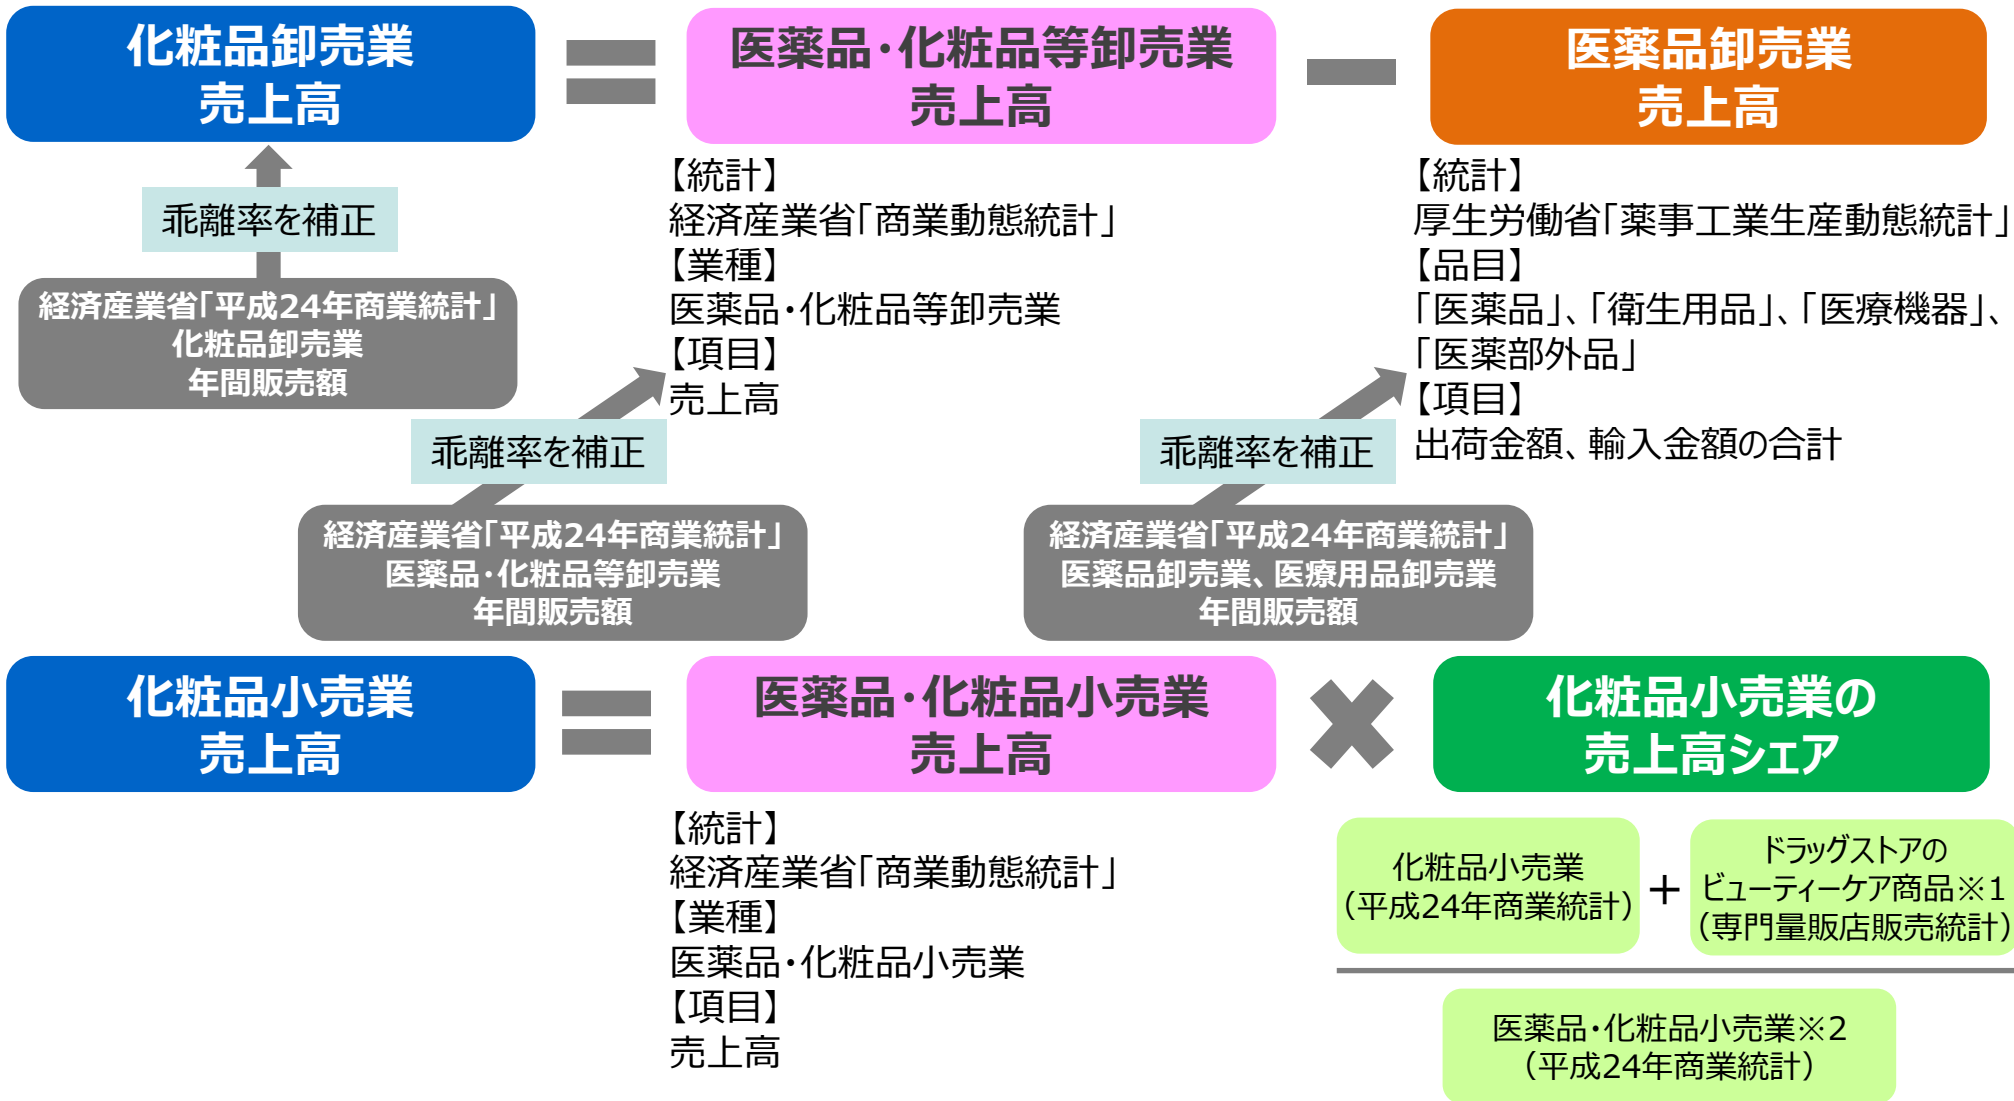 化粧品卸売業
売上高
医薬品・化粧品等卸売業
売上高
医薬品卸売業
売上高
乖離率を補正
経済産業省「平成24年商業統計」
化粧品卸売業
年間販売額
【統計】
経済産業省「商業動態統計」
【業種】
医薬品・化粧品等卸売業
【項目】
売上高
【統計】
厚生労働省「薬事工業生産動態統計」
【品目】
「医薬品」、「衛生用品」、「医療機器」、
「医薬部外品」
【項目】
出荷金額、輸入金額の合計
乖離率を補正
経済産業省「平成24年商業統計」
医薬品・化粧品等卸売業
年間販売額
乖離率を補正
経済産業省「平成24年商業統計」
医薬品卸売業、医療用品卸売業
年間販売額
化粧品小売業
売上高
医薬品・化粧品小売業
売上高
化粧品小売業の
売上高シェア
【統計】
経済産業省「商業動態統計」
【業種】
医薬品・化粧品小売業
【項目】
売上高
化粧品小売業
（平成24年商業統計）
＋
ドラッグストアの
ビューティーケア商品※1
（専門量販店販売統計）
医薬品・化粧品小売業※2
（平成24年商業統計）